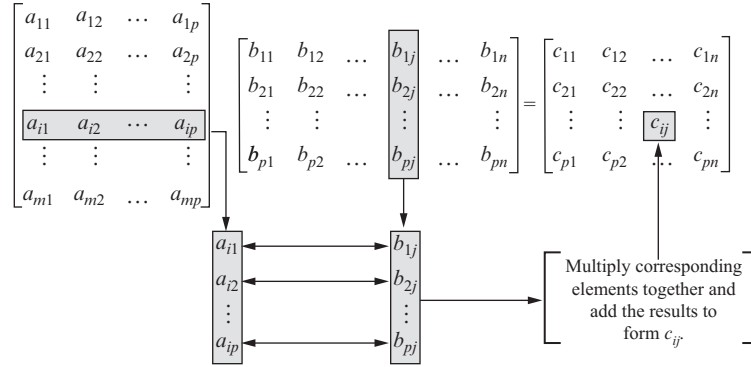 a₁₁ a₁₂ … a₁ₚ
a₂₁ a₂₂ … a₂ₚ
⋮ ⋮ ⋮
aᵢ₁ aᵢ₂ … aᵢₚ
⋮ ⋮ ⋮
aₘ₁ aₘ₂ … aₘₚ
b₁₁ b₁₂ … b₁ⱼ … b₁ₙ
b₂₁ b₂₂ … b₂ⱼ … b₂ₙ
⋮ ⋮ ⋮ ⋮
bₚ₁ bₚ₂ … bₚⱼ … bₚₙ
=
c₁₁ c₁₂ … c₁ₙ
c₂₁ c₂₂ … c₂ₙ
⋮ ⋮ cᵢⱼ ⋮
cₚ₁ cₚ₂ … cₚₙ
aᵢ₁ b₁ⱼ
aᵢ₂ b₂ⱼ
⋮ ⋮
aᵢₚ bₚⱼ
Multiply corresponding
elements together and
add the results to
form cᵢⱼ.